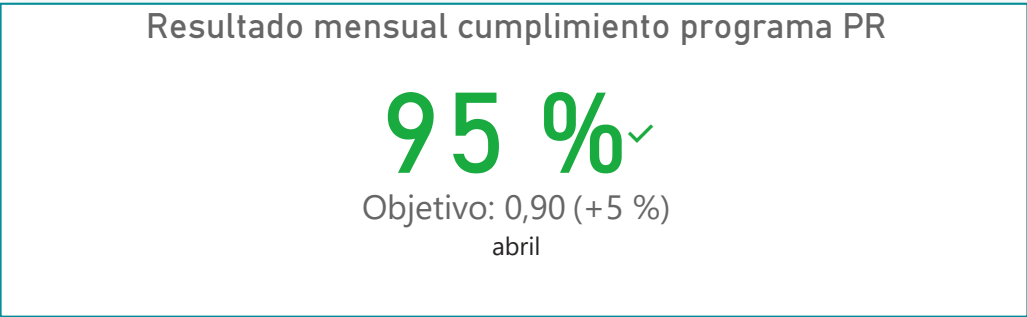 Resultado mensual cumplimiento programa PR
95 %
Objetivo: 0,90 (+5 %)
abril